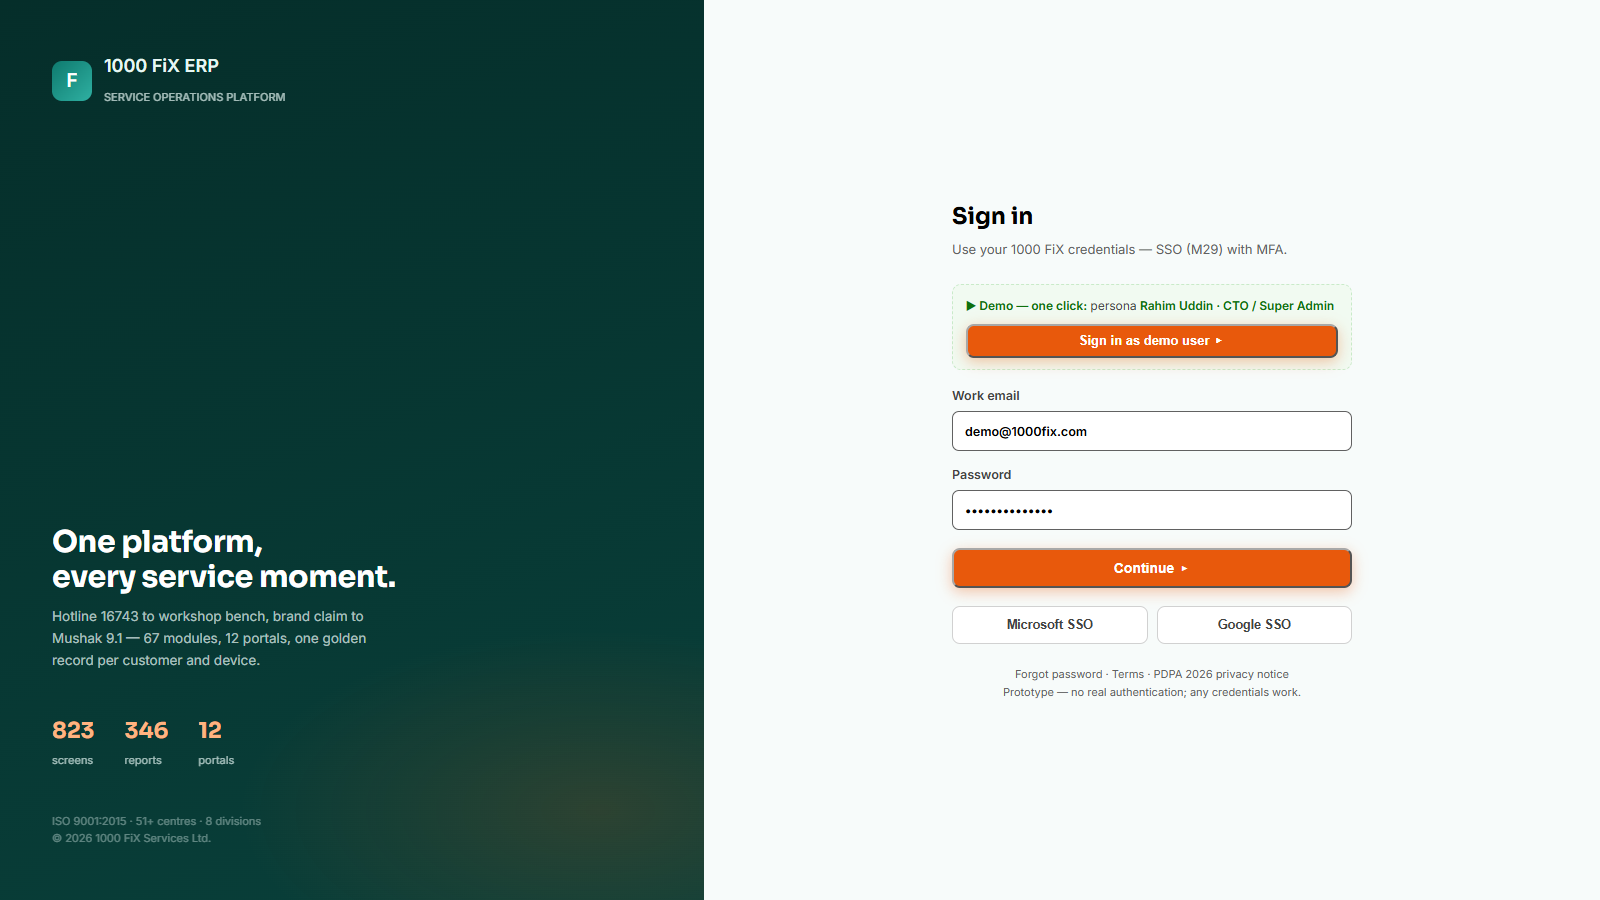 F
1000 FiX ERP
SERVICE OPERATIONS PLATFORM
One platform,
every service moment.
Hotline 16743 to workshop bench, brand claim to
Mushak 9.1 — 67 modules, 12 portals, one golden
record per customer and device.
823 346 12
screens reports portals
ISO 9001:2015 · 51+ centres · 8 divisions
© 2026 1000 FiX Services Ltd.
Sign in
Use your 1000 FiX credentials — SSO (M29) with MFA.
▶ Demo — one click: persona Rahim Uddin · CTO / Super Admin
Sign in as demo user ▸
Work email
demo@1000fix.com
Password
••••••••••••••
Continue ▸
Microsoft SSO Google SSO
Forgot password · Terms · PDPA 2026 privacy notice
Prototype — no real authentication; any credentials work.